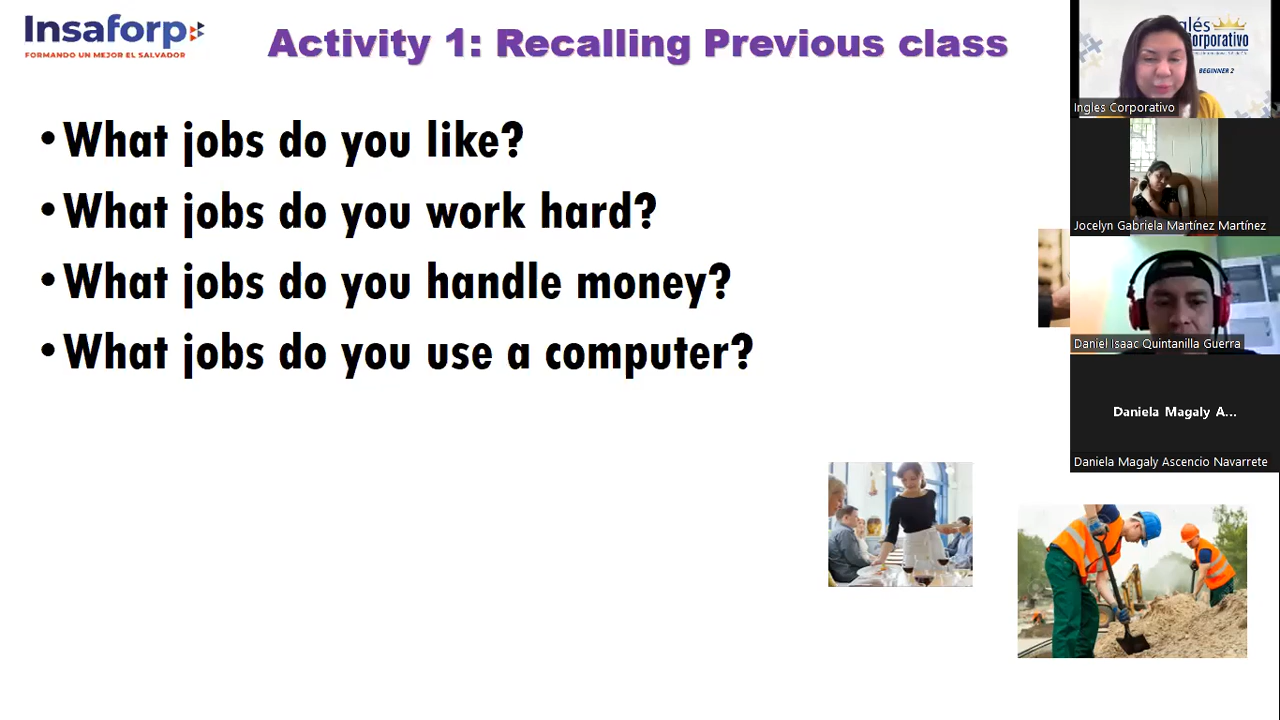 Insaforp
FORMANDO UN MEJOR EL SALVADOR
Activity 1: Recalling Previous class
•What jobs do you like?
•What jobs do you work hard?
•What jobs do you handle money?
•What jobs do you use a computer?
glés
orporativo
BEGINNER 2
Ingles Corporativo
Jocelyn Gabriela Martínez Martínez
Daniel Isaac Quintanilla Guerra
Daniela Magaly A...
Daniela Magaly Ascencio Navarrete